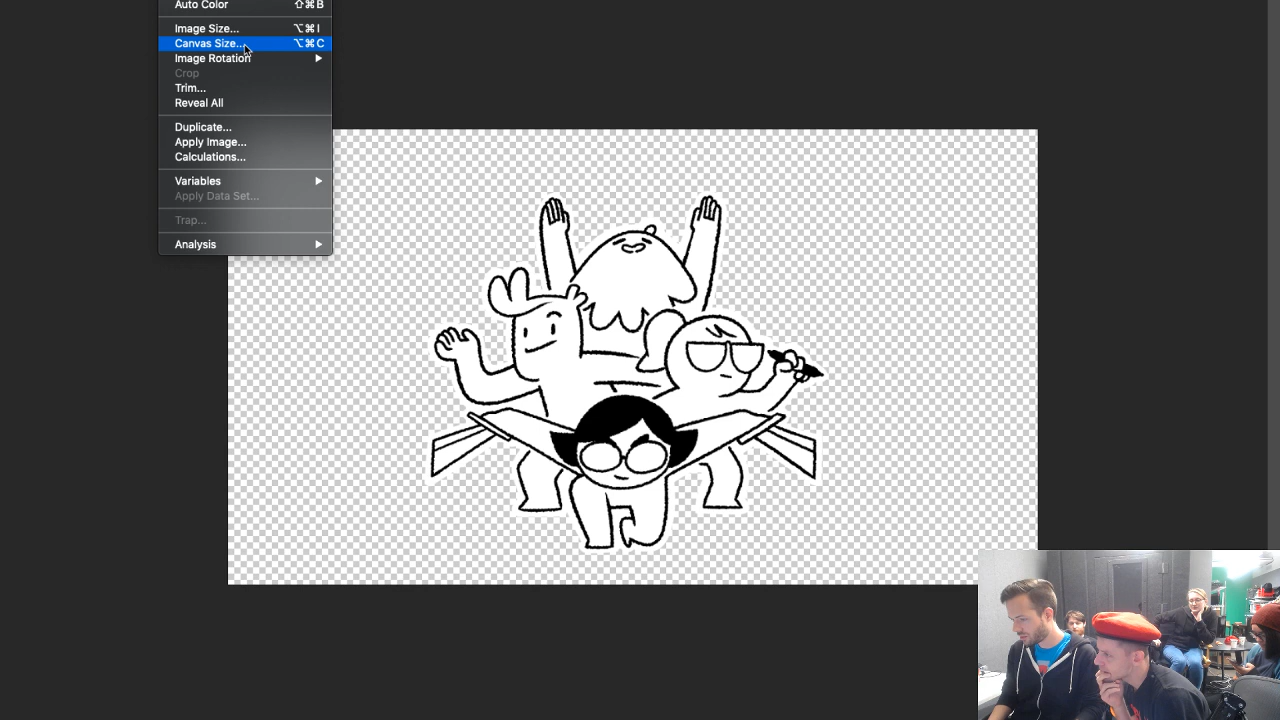 Auto Color ⇧⌘B
Image Size... ⌥⌘I
Canvas Size... ⌥⌘C
Image Rotation
Crop
Trim...
Reveal All
Duplicate...
Apply Image...
Calculations...
Variables
Apply Data Set...
Trap...
Analysis